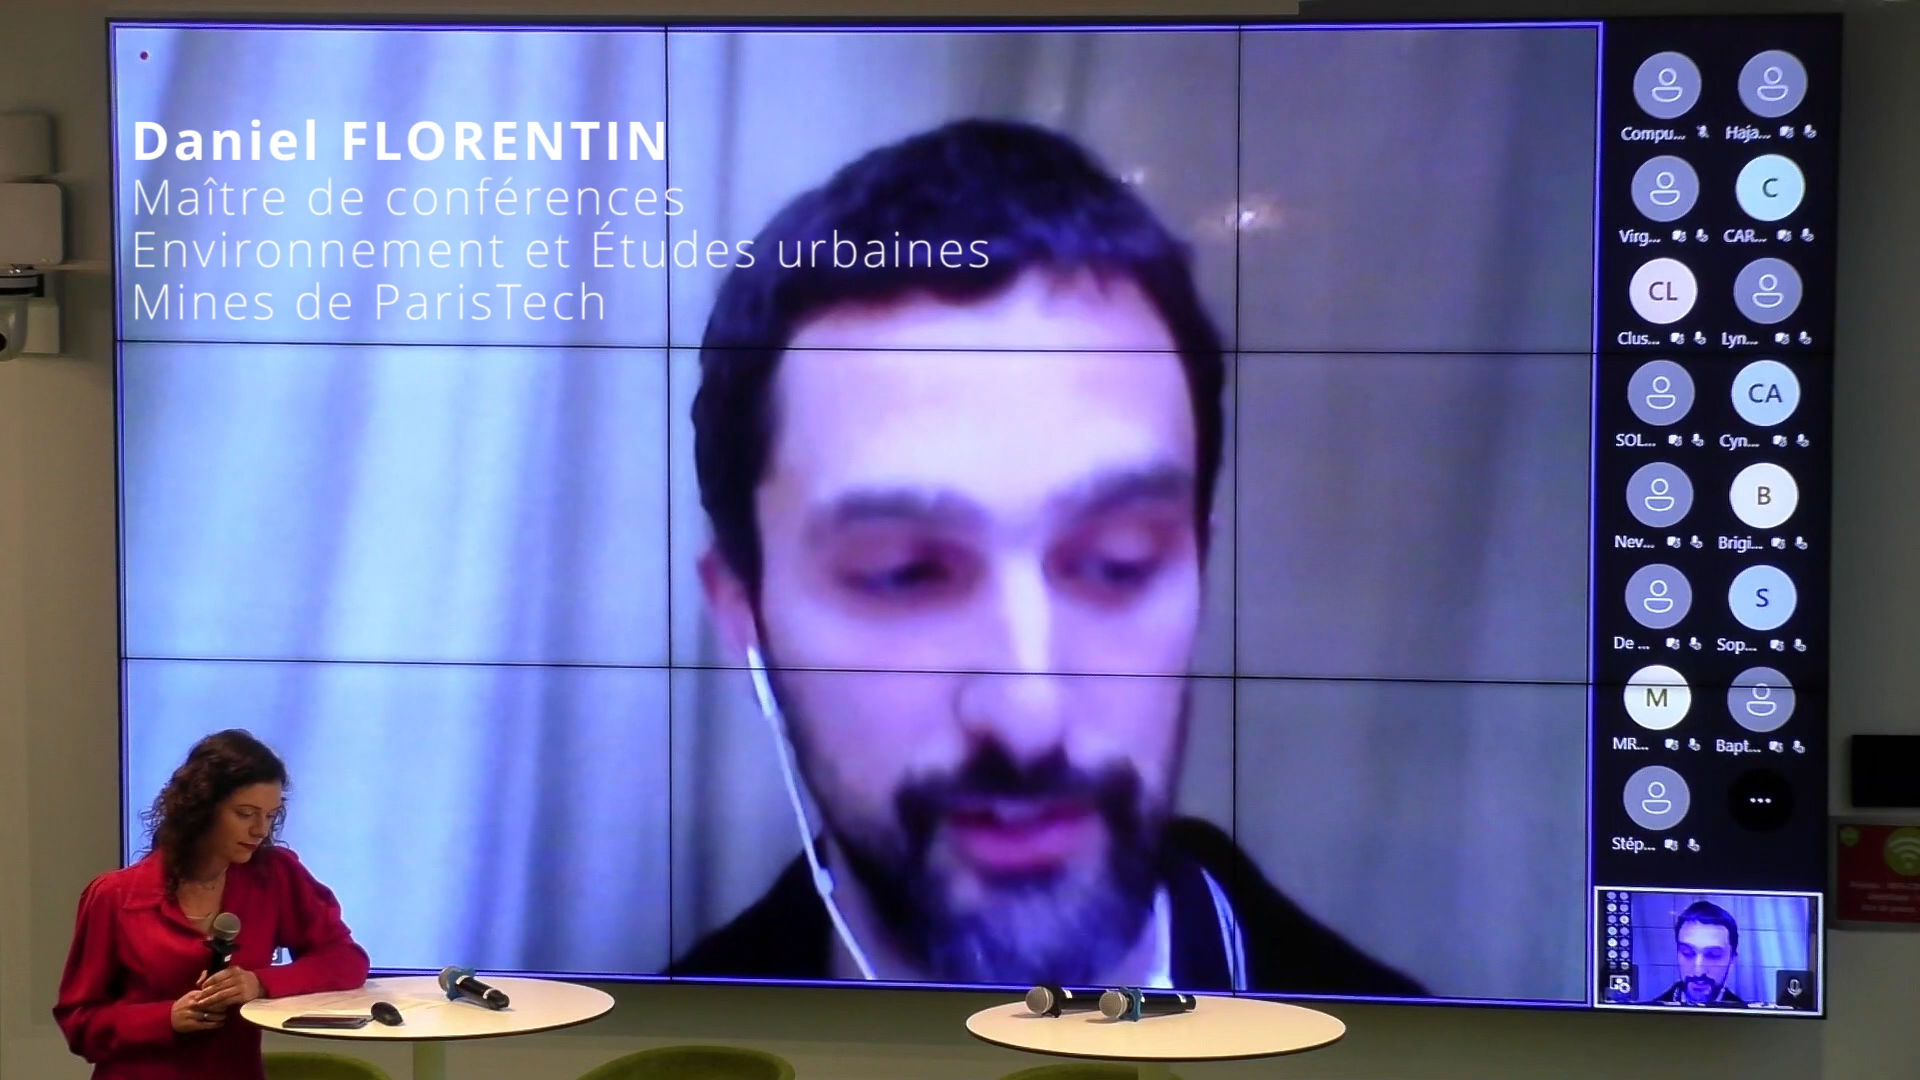 Daniel FLORENTIN
Maître de conférences
Environnement et Études urbaines
Mines de ParisTech
Compu... Haja...
C
Virg... CAR...
CL
Clus... Lyn...
CA
SOL... Cyn...
B
Nev... Brigi...
S
De ... Sop...
M
MR... Bapt...
...
Stép...